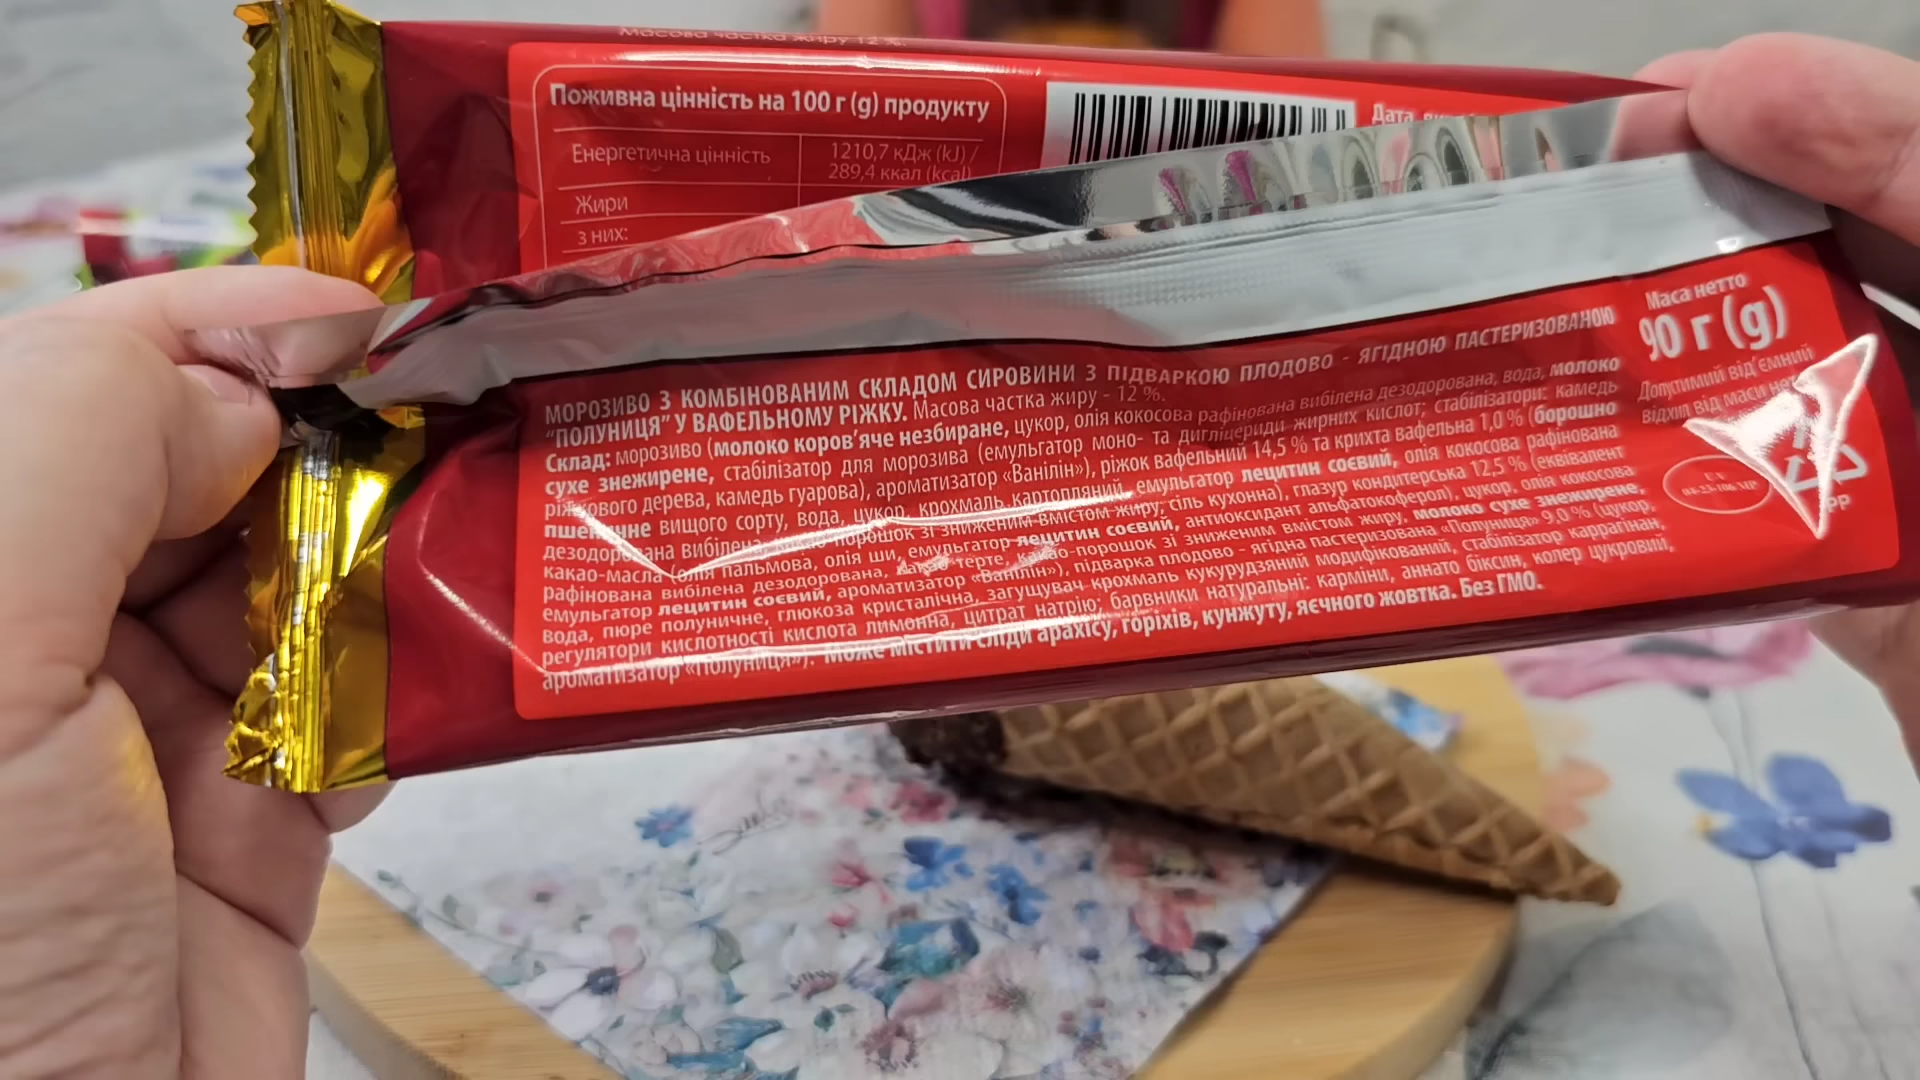 Масова частка жиру 12 %.
Поживна цінність на 100 г (g) продукту
Енергетична цінність
1210,7 кДж (kJ) /
289,4 ккал (kcal)
Жири
з них:
Дата
МОРОЗИВО З КОМБІНОВАНИМ СКЛАДОМ СИРОВИНИ З ПІДВАРКОЮ ПЛОДОВО - ЯГІДНОЮ ПАСТЕРИЗОВАНОЮ
"ПОЛУНИЦЯ" У ВАФЕЛЬНОМУ РІЖКУ. Масова частка жиру - 12 %.
Склад: морозиво (молоко коров'яче незбиране, цукор, олія кокосова рафінована вибілена дезодорована, вода, молоко
сухе знежирене, стабілізатор для морозива (емульгатор моно- та дигліцериди жирних кислот; стабілізатори: камедь
ріжкового дерева, камедь гуарова), ароматизатор «Ванілін»), ріжок вафельний 14,5 % та крихта вафельна 1,0 % (борошно
пшеничне вищого сорту, вода, цукор, крохмаль картопляний, емульгатор лецитин соєвий, олія кокосова рафінована
дезодорована вибілена, какао-порошок зі зниженим вмістом жиру, сіль кухонна), глазур кондитерська 12,5 % (еквівалент
какао-масла (олія пальмова, олія ши, емульгатор лецитин соєвий, антиоксидант альфатокоферол), цукор, олія кокосова
рафінована вибілена дезодорована, какао терте, какао-порошок зі зниженим вмістом жиру, молоко сухе знежирене,
емульгатор лецитин соєвий, ароматизатор «Ванілін»), підварка плодово - ягідна пастеризована «Полуниця» 9,0 % (цукор,
вода, пюре полуничне, глюкоза кристалічна, загущувач крохмаль кукурудзяний модифікований, стабілізатор каррагінан,
регулятори кислотності кислота лимонна, цитрат натрію; барвники натуральні: карміни, аннато біксин, колер цукровий,
ароматизатор «Полуниця»). Може містити сліди арахісу, горіхів, кунжуту, яєчного жовтка. Без ГМО.
Маса нетто
90 г (g)
Допустимий від'ємний
відхил від маси
PP